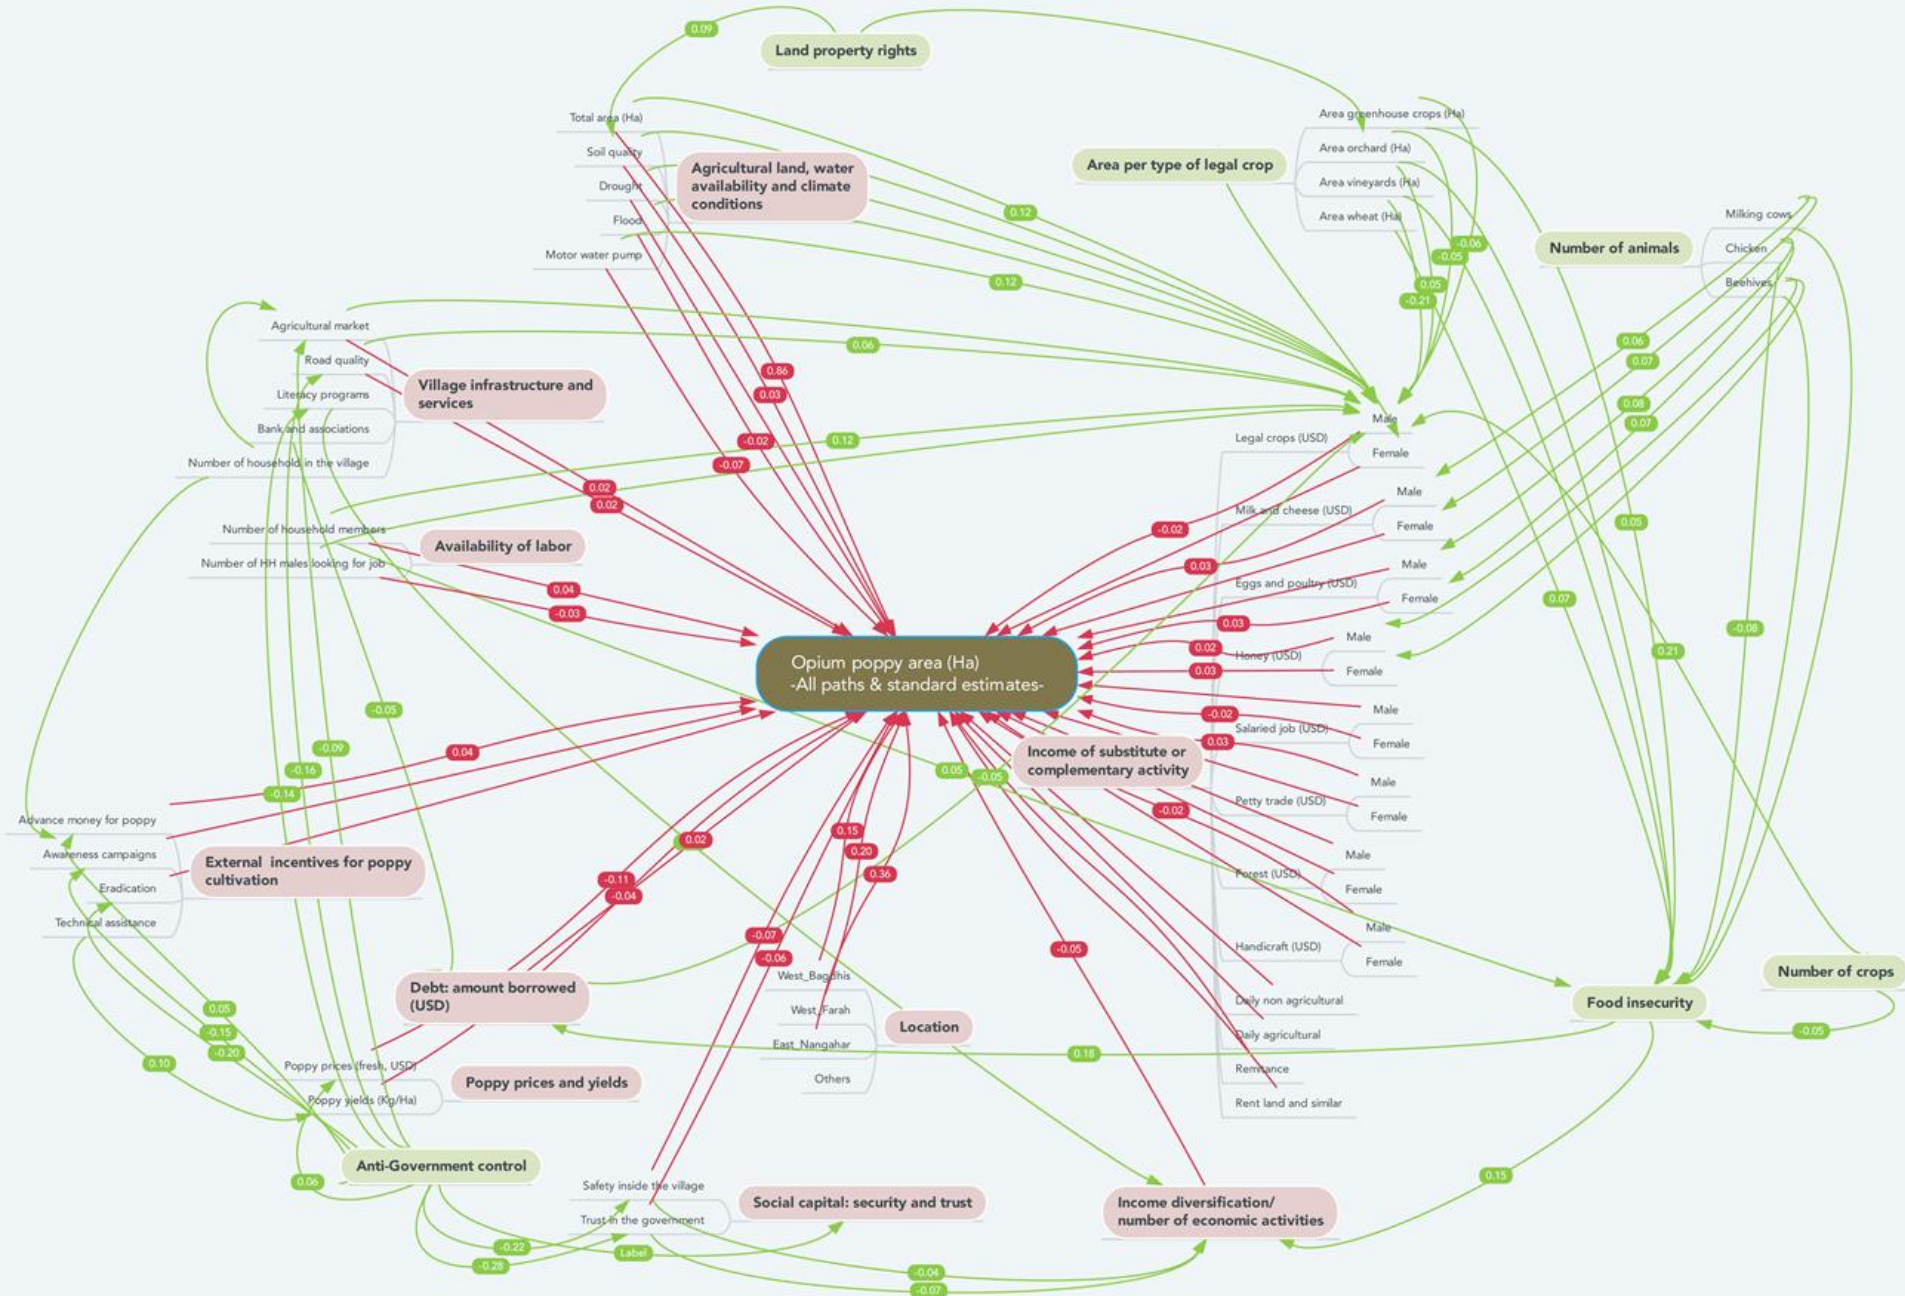 0.09
Land property rights
Total area (Ha)
Soil quality
Drought
Flood
Motor water pump
Agricultural land, water
availability and climate
conditions
0.12
0.12
Area per type of legal crop
Area greenhouse crops (Ha)
Area orchard (Ha)
Area vineyards (Ha)
Area wheat (Ha)
-0.06
-0.05
0.05
-0.21
Number of animals
Milking cows
Chicken
Beehives
Agricultural market
Road quality
Literacy programs
Bank and associations
Number of household in the village
Village infrastructure and
services
0.06
0.86
0.03
-0.02
-0.07
0.12
0.02
0.02
0.06
0.07
0.08
0.07
Number of household members
Number of HH males looking for job
Availability of labor
0.04
-0.03
Legal crops (USD)
Male
Female
Milk and cheese (USD)
Male
Female
Eggs and poultry (USD)
Male
Female
Honey (USD)
Male
Female
Salaried job (USD)
Male
Female
Petty trade (USD)
Male
Female
Forest (USD)
Male
Female
Handicraft (USD)
Male
Female
Daily non agricultural
Daily agricultural
Remitance
Rent land and similar
-0.02
0.03
0.03
0.02
0.03
-0.02
0.03
-0.02
0.05
0.07
-0.08
0.21
Opium poppy area (Ha)
-All paths & standard estimates-
Income of substitute or
complementary activity
0.05
-0.05
-0.05
-0.09
-0.16
-0.14
0.04
Advance money for poppy
Awareness campaigns
Eradication
Technical assistance
External incentives for poppy
cultivation
0.02
-0.11
-0.04
0.15
0.20
0.36
-0.07
-0.06
-0.05
Debt: amount borrowed
(USD)
West_Bagdhis
West_Farah
East_Nangahar
Others
Location
Food insecurity
Number of crops
-0.05
0.18
0.05
-0.15
-0.20
0.10
Poppy prices (fresh, USD)
Poppy yields (Kg/Ha)
Poppy prices and yields
Anti-Government control
0.06
Safety inside the village
Trust in the government
Social capital: security and trust
Income diversification/
number of economic activities
0.15
-0.22
-0.28
Label
-0.04
-0.07